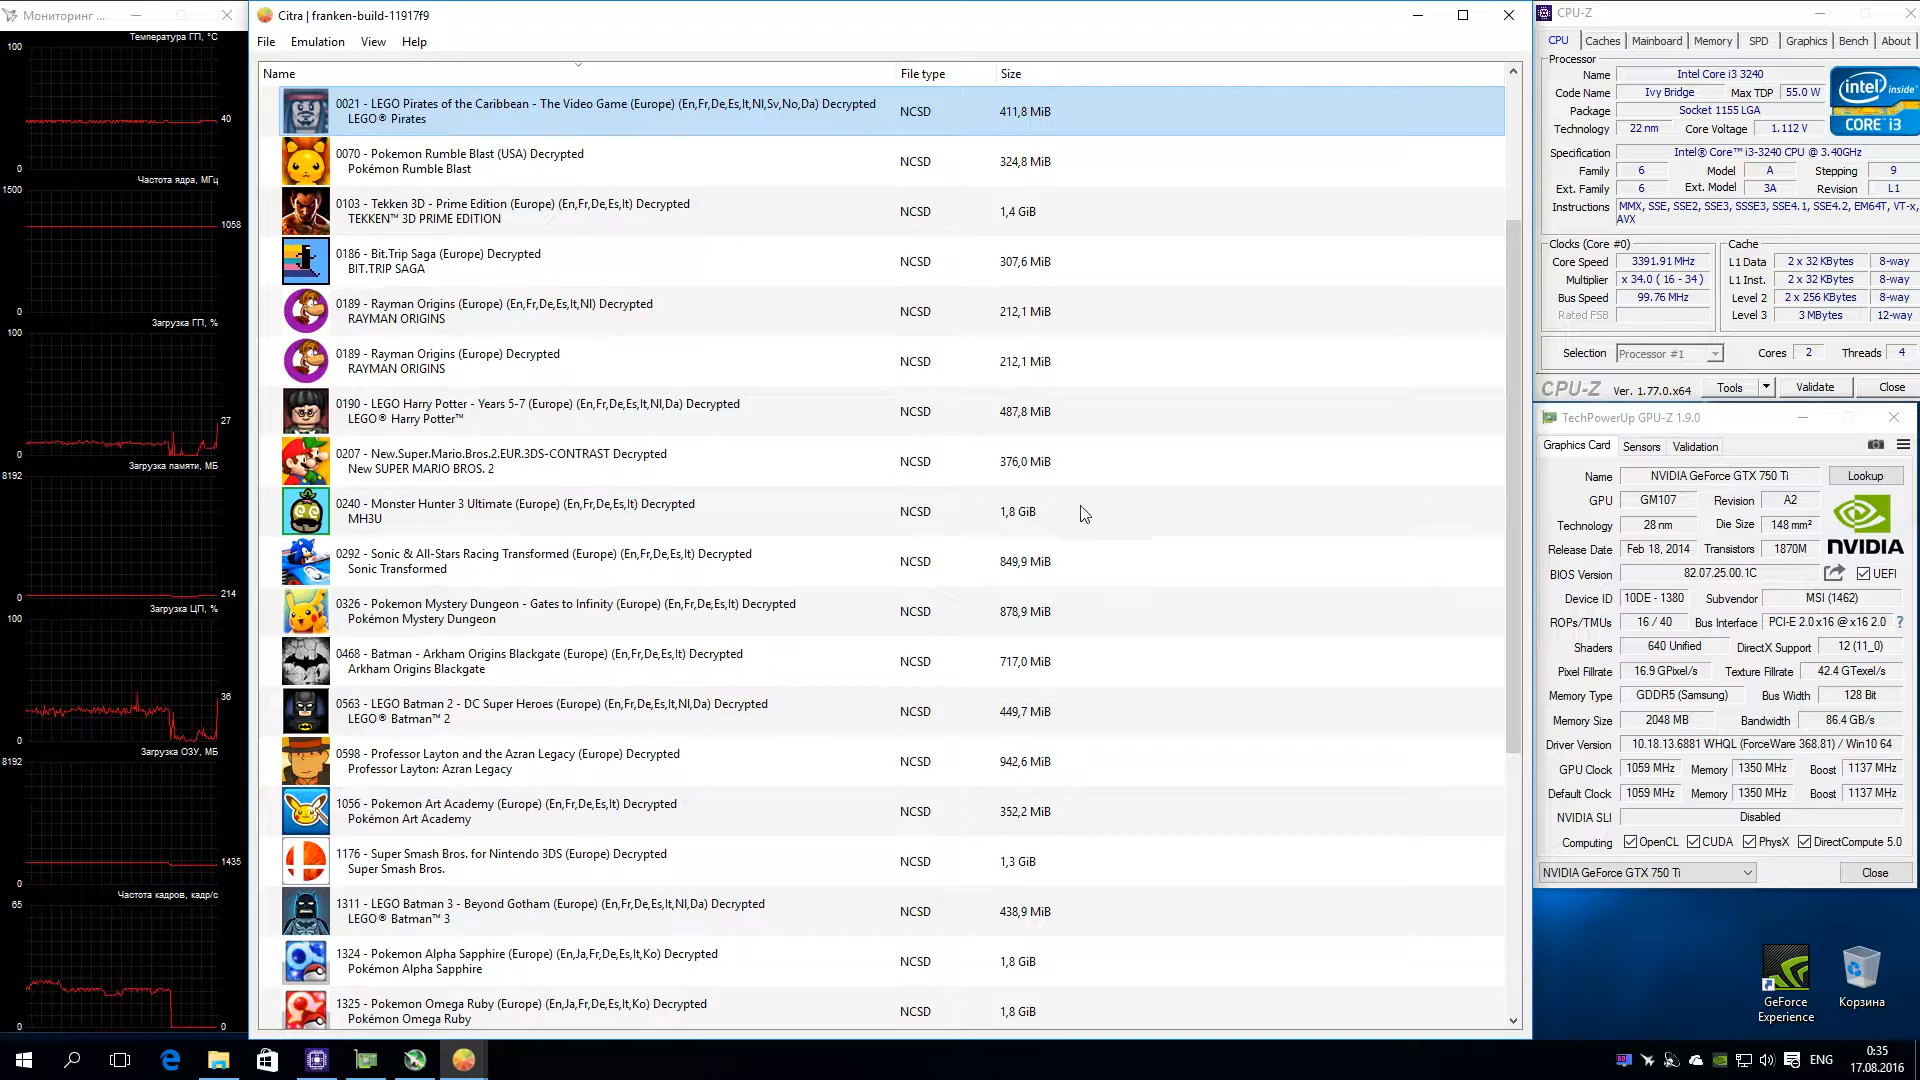 Мониторинг ...
Температура ГП, °C
100
40
0
Частота ядра, МГц
1500
1058
0
Загрузка ГП, %
100
27
0
Загрузка памяти, МБ
8192
214
0
Загрузка ЦП, %
100
36
0
Загрузка ОЗУ, МБ
8192
1435
0
Частота кадров, кадр/с
65
0
0
Citra | franken-build-11917f9
File Emulation View Help
Name File type Size
0021 - LEGO Pirates of the Caribbean - The Video Game (Europe) (En,Fr,De,Es,It,Nl,Sv,No,Da) Decrypted
LEGO® Pirates
NCSD 411,8 MiB
0070 - Pokemon Rumble Blast (USA) Decrypted
Pokémon Rumble Blast
NCSD 324,8 MiB
0103 - Tekken 3D - Prime Edition (Europe) (En,Fr,De,Es,It) Decrypted
TEKKEN™ 3D PRIME EDITION
NCSD 1,4 GiB
0186 - Bit.Trip Saga (Europe) Decrypted
BIT.TRIP SAGA
NCSD 307,6 MiB
0189 - Rayman Origins (Europe) (En,Fr,De,Es,It,Nl) Decrypted
RAYMAN ORIGINS
NCSD 212,1 MiB
0189 - Rayman Origins (Europe) Decrypted
RAYMAN ORIGINS
NCSD 212,1 MiB
0190 - LEGO Harry Potter - Years 5-7 (Europe) (En,Fr,De,Es,It,Nl,Da) Decrypted
LEGO® Harry Potter™
NCSD 487,8 MiB
0207 - New.Super.Mario.Bros.2.EUR.3DS-CONTRAST Decrypted
New SUPER MARIO BROS. 2
NCSD 376,0 MiB
0240 - Monster Hunter 3 Ultimate (Europe) (En,Fr,De,Es,It) Decrypted
MH3U
NCSD 1,8 GiB
0292 - Sonic & All-Stars Racing Transformed (Europe) (En,Fr,De,Es,It) Decrypted
Sonic Transformed
NCSD 849,9 MiB
0326 - Pokemon Mystery Dungeon - Gates to Infinity (Europe) (En,Fr,De,Es,It) Decrypted
Pokémon Mystery Dungeon
NCSD 878,9 MiB
0468 - Batman - Arkham Origins Blackgate (Europe) (En,Fr,De,Es,It) Decrypted
Arkham Origins Blackgate
NCSD 717,0 MiB
0563 - LEGO Batman 2 - DC Super Heroes (Europe) (En,Fr,De,Es,It,Nl,Da) Decrypted
LEGO® Batman™ 2
NCSD 449,7 MiB
0598 - Professor Layton and the Azran Legacy (Europe) Decrypted
Professor Layton: Azran Legacy
NCSD 942,6 MiB
1056 - Pokemon Art Academy (Europe) (En,Fr,De,Es,It) Decrypted
Pokémon Art Academy
NCSD 352,2 MiB
1176 - Super Smash Bros. for Nintendo 3DS (Europe) Decrypted
Super Smash Bros.
NCSD 1,3 GiB
1311 - LEGO Batman 3 - Beyond Gotham (Europe) (En,Fr,De,Es,It,Nl,Da) Decrypted
LEGO® Batman™ 3
NCSD 438,9 MiB
1324 - Pokemon Alpha Sapphire (Europe) (En,Ja,Fr,De,Es,It,Ko) Decrypted
Pokémon Alpha Sapphire
NCSD 1,8 GiB
1325 - Pokemon Omega Ruby (Europe) (En,Ja,Fr,De,Es,It,Ko) Decrypted
Pokémon Omega Ruby
NCSD 1,8 GiB
CPU-Z
CPU Caches Mainboard Memory SPD Graphics Bench About
Processor
Name Intel Core i3 3240
Code Name Ivy Bridge Max TDP 55.0 W
Package Socket 1155 LGA
Technology 22 nm Core Voltage 1.112 V
intel inside™
CORE™ i3
Specification Intel® Core™ i3-3240 CPU @ 3.40GHz
Family 6 Model A Stepping 9
Ext. Family 6 Ext. Model 3A Revision L1
Instructions MMX, SSE, SSE2, SSE3, SSSE3, SSE4.1, SSE4.2, EM64T, VT-x,
AVX
Clocks (Core #0)
Core Speed 3391.91 MHz
Multiplier x 34.0 ( 16 - 34 )
Bus Speed 99.76 MHz
Rated FSB
Cache
L1 Data 2 x 32 KBytes 8-way
L1 Inst. 2 x 32 KBytes 8-way
Level 2 2 x 256 KBytes 8-way
Level 3 3 MBytes 12-way
Selection Processor #1 Cores 2 Threads 4
CPU-Z Ver. 1.77.0.x64 Tools Validate Close
TechPowerUp GPU-Z 1.9.0
Graphics Card Sensors Validation
Name NVIDIA GeForce GTX 750 Ti Lookup
GPU GM107 Revision A2
Technology 28 nm Die Size 148 mm²
Release Date Feb 18, 2014 Transistors 1870M
NVIDIA
BIOS Version 82.07.25.00.1C UEFI
Device ID 10DE - 1380 Subvendor MSI (1462)
ROPs/TMUs 16 / 40 Bus Interface PCI-E 2.0 x16 @ x16 2.0 ?
Shaders 640 Unified DirectX Support 12 (11_0)
Pixel Fillrate 16.9 GPixel/s Texture Fillrate 42.4 GTexel/s
Memory Type GDDR5 (Samsung) Bus Width 128 Bit
Memory Size 2048 MB Bandwidth 86.4 GB/s
Driver Version 10.18.13.6881 WHQL (ForceWare 368.81) / Win10 64
GPU Clock 1059 MHz Memory 1350 MHz Boost 1137 MHz
Default Clock 1059 MHz Memory 1350 MHz Boost 1137 MHz
NVIDIA SLI Disabled
Computing OpenCL CUDA PhysX DirectCompute 5.0
NVIDIA GeForce GTX 750 Ti Close
GeForce
Experience
Корзина
ENG
0:35
17.08.2016